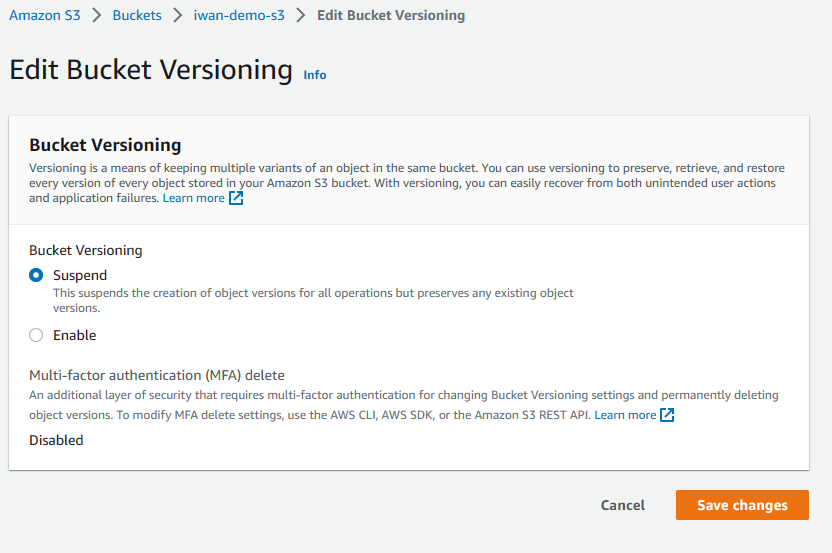 Amazon S3 > Buckets > iwan-demo-s3 > Edit Bucket Versioning
Edit Bucket Versioning Info
Bucket Versioning
Versioning is a means of keeping multiple variants of an object in the same bucket. You can use versioning to preserve, retrieve, and restore
every version of every object stored in your Amazon S3 bucket. With versioning, you can easily recover from both unintended user actions
and application failures. Learn more
Bucket Versioning
Suspend
This suspends the creation of object versions for all operations but preserves any existing object
versions.
Enable
Multi-factor authentication (MFA) delete
An additional layer of security that requires multi-factor authentication for changing Bucket Versioning settings and permanently deleting
object versions. To modify MFA delete settings, use the AWS CLI, AWS SDK, or the Amazon S3 REST API. Learn more
Disabled
Cancel Save changes